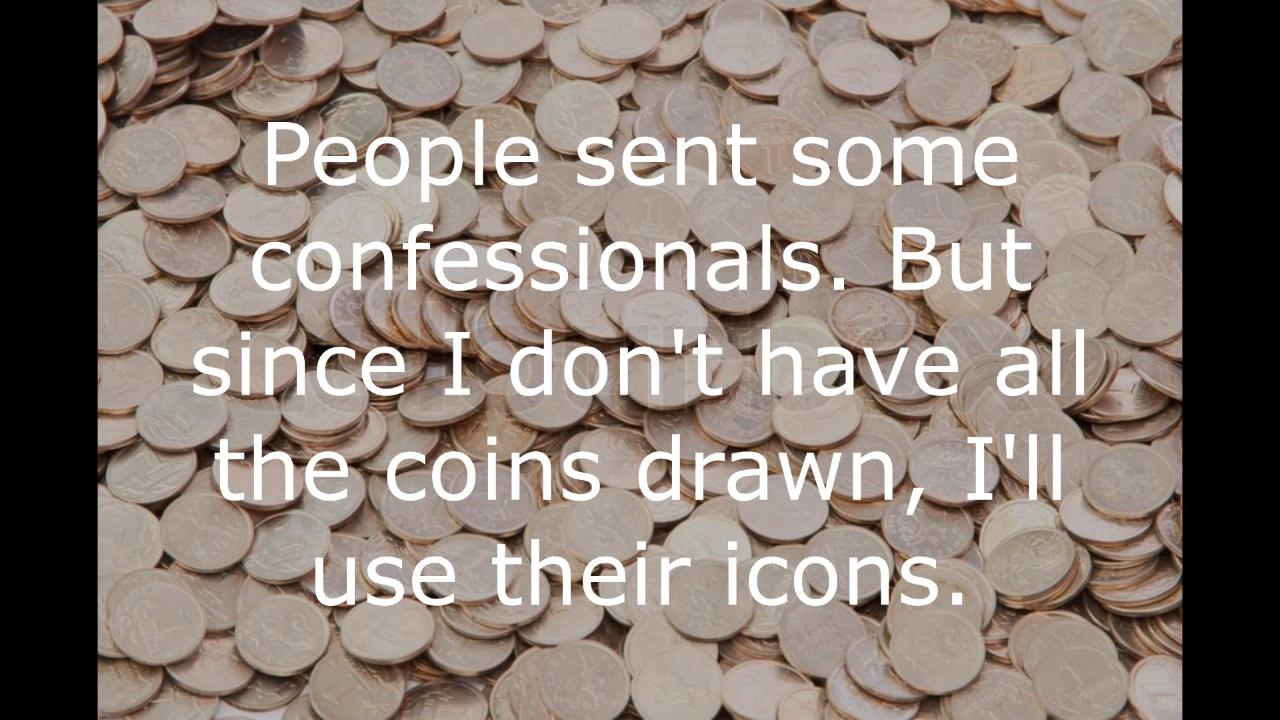 People sent some
confessionals. But
since I don't have all
the coins drawn, I'll
use their icons.